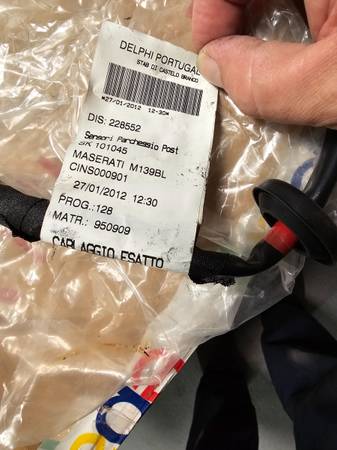 DELPHI PORTUGAL
STAB DI CASTELO BRANCO
*27/01/2012 12-30*
DIS: 228552
Sensori Parcheggio Post
SK 101045
MASERATI M139BL
CINS000901
27/01/2012 12:30
PROG.:128
MATR.: 950909
CABLAGGIO ESATTO